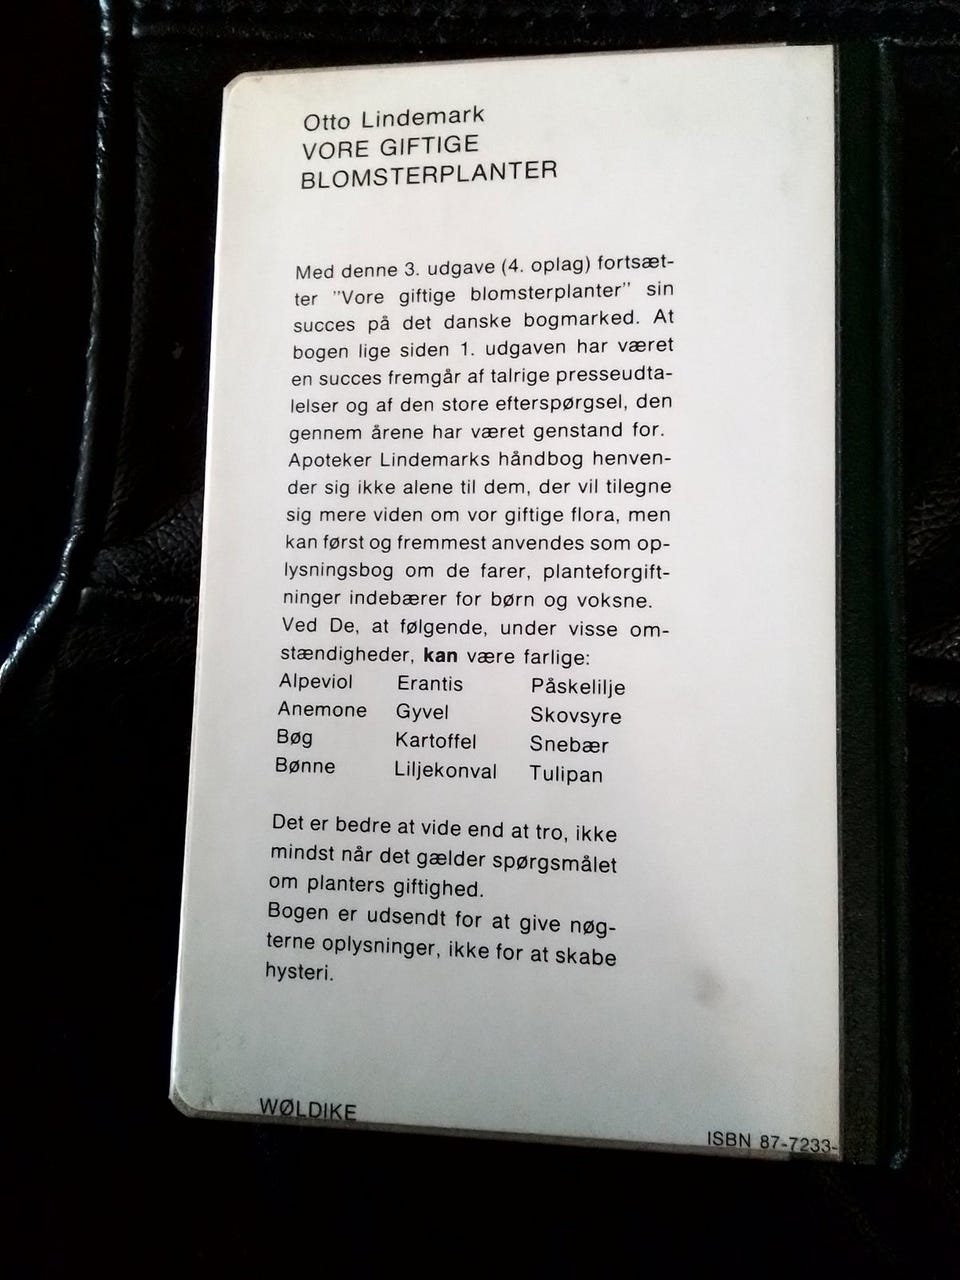 Otto Lindemark
VORE GIFTIGE
BLOMSTERPLANTER
Med denne 3. udgave (4. oplag) fortsæt-
ter "Vore giftige blomsterplanter" sin
succes på det danske bogmarked. At
bogen lige siden 1. udgaven har været
en succes fremgår af talrige presseudta-
lelser og af den store efterspørgsel, den
gennem årene har været genstand for.
Apoteker Lindemarks håndbog henven-
der sig ikke alene til dem, der vil tilegne
sig mere viden om vor giftige flora, men
kan først og fremmest anvendes som op-
lysningsbog om de farer, planteforgift-
ninger indebærer for børn og voksne.
Ved De, at følgende, under visse om-
stændigheder, kan være farlige:
Alpeviol Erantis Påskelilje
Anemone Gyvel Skovsyre
Bøg Kartoffel Snebær
Bønne Liljekonval Tulipan
Det er bedre at vide end at tro, ikke
mindst når det gælder spørgsmålet
om planters giftighed.
Bogen er udsendt for at give nøg-
terne oplysninger, ikke for at skabe
hysteri.
WØLDIKE
ISBN 87-7233-